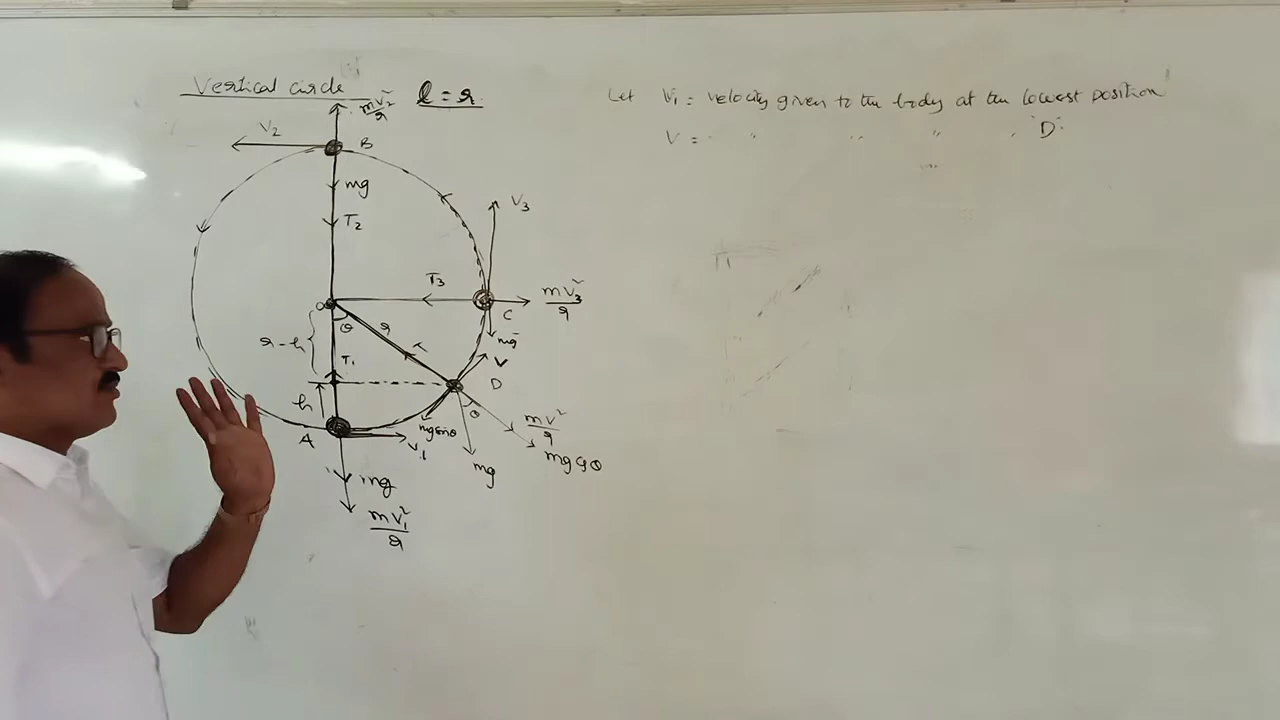 Vertical circle
l = r
Let V₁ = velocity given to the body at the lowest position
V = " " " " 'D'
mv₂²/r
V₂
B
mg
T₂
V₃
T₃
mv₃²/r
O
C
θ
r
mg
r-h
T₁
T
V
D
h
θ
mv²/r
A
mg sinθ
V₁
mg
mg cosθ
mg
mv₁²/r